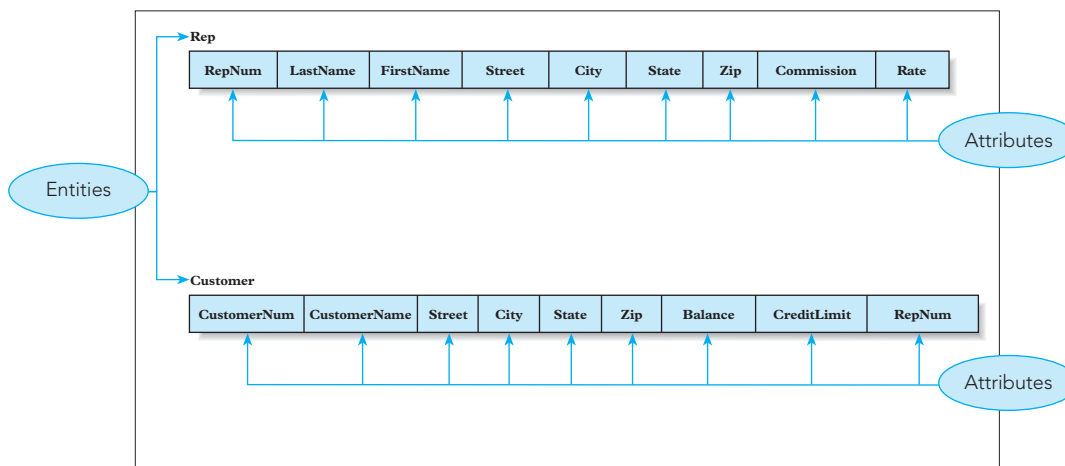 Rep
RepNum LastName FirstName Street City State Zip Commission Rate
Attributes
Entities
Customer
CustomerNum CustomerName Street City State Zip Balance CreditLimit RepNum
Attributes